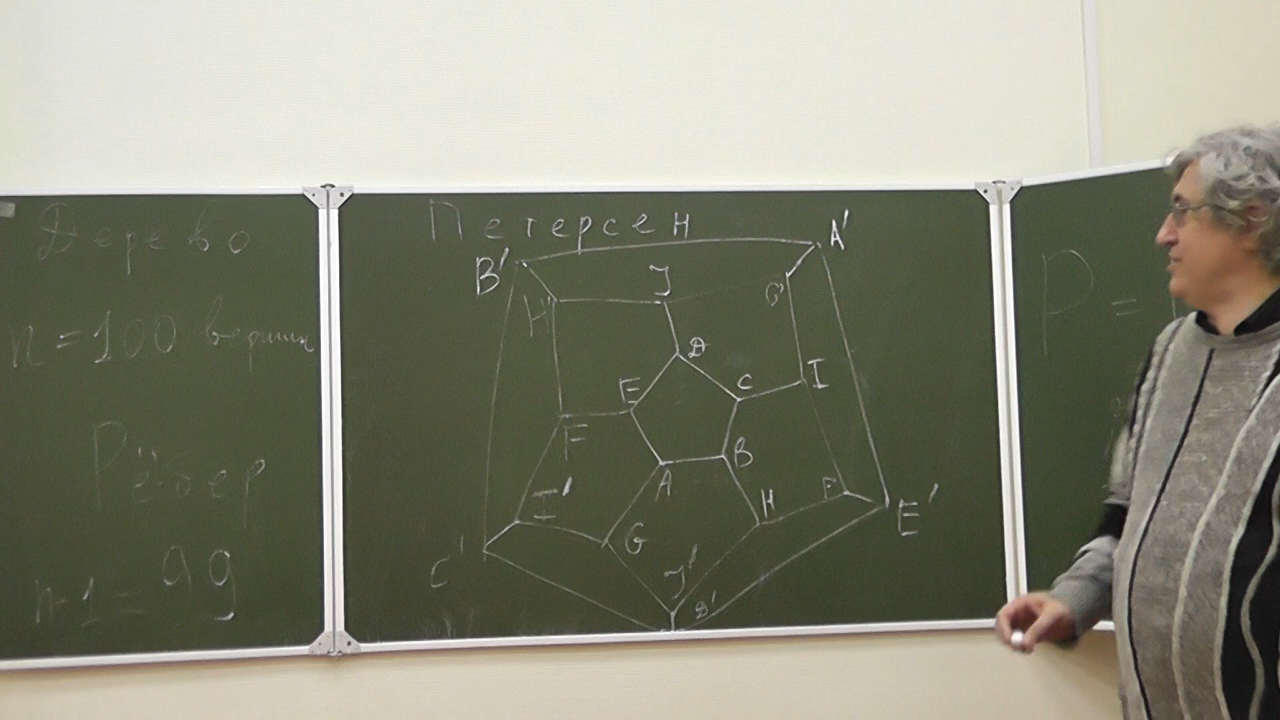 Дерево
n = 100 вершин
Рёбер
n-1 = 99
Петерсен
B'
A'
H'
J
G'
D
E
C
I
F
B
A
I'
H
F
E'
G
C'
J'
D'
P =